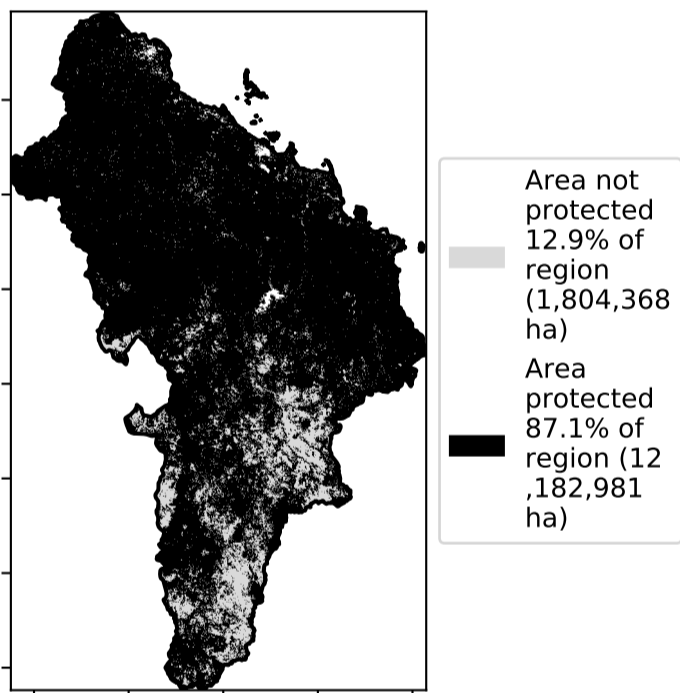 Area not
protected
12.9% of
region
(1,804,368
ha)
Area
protected
87.1% of
region (12
,182,981
ha)